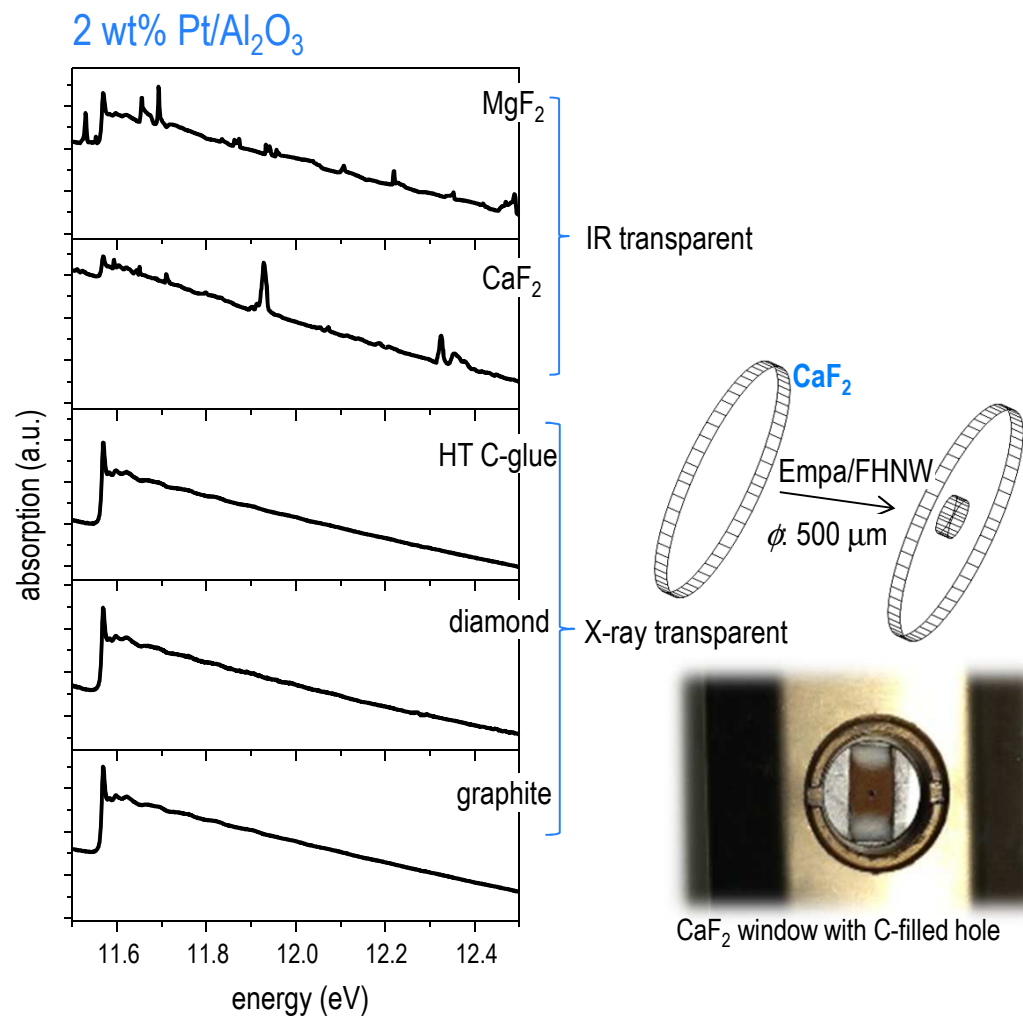 2 wt% Pt/Al₂O₃
MgF₂
IR transparent
CaF₂
CaF₂
HT C-glue
Empa/FHNW
ϕ: 500 μm
diamond
X-ray transparent
graphite
absorption (a.u.)
11.6 11.8 12.0 12.2 12.4
energy (eV)
CaF₂ window with C-filled hole